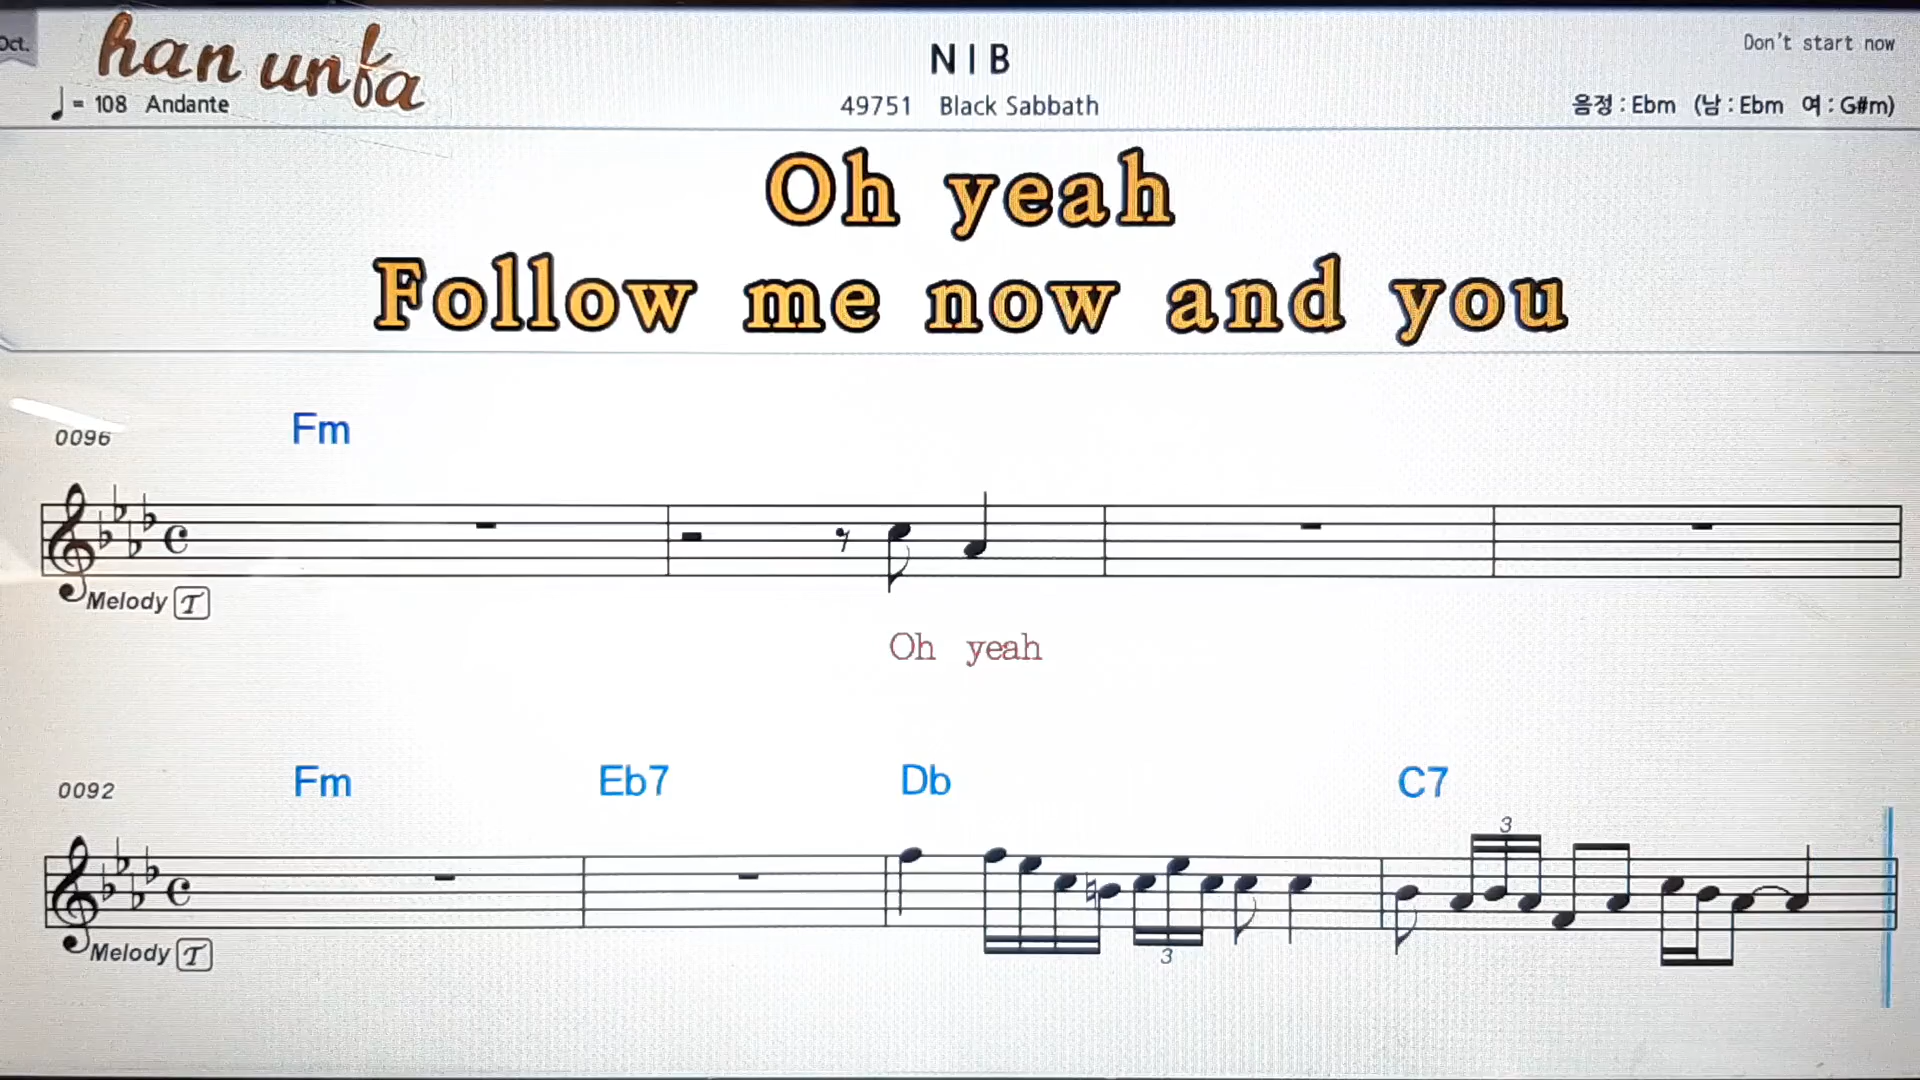 Oct.
han unfa
NIB
Don't start now
♩= 108 Andante
49751 Black Sabbath
음정 : Ebm (남 : Ebm 여 : G#m)
Oh yeah
Follow me now and you
0096
Fm
Melody T
Oh yeah
0092
Fm Eb7 Db C7
3
Melody T
3